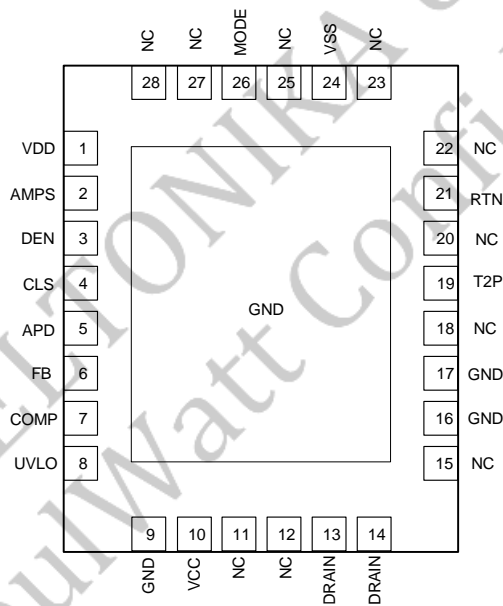 NC NC MODE NC VSS NC
28 27 26 25 24 23
VDD 1 22 NC
AMPS 2 21 RTN
DEN 3 20 NC
CLS 4 19 T2P
GND
APD 5 18 NC
FB 6 17 GND
COMP 7 16 GND
UVLO 8 15 NC
9 10 11 12 13 14
GND VCC NC NC DRAIN DRAIN